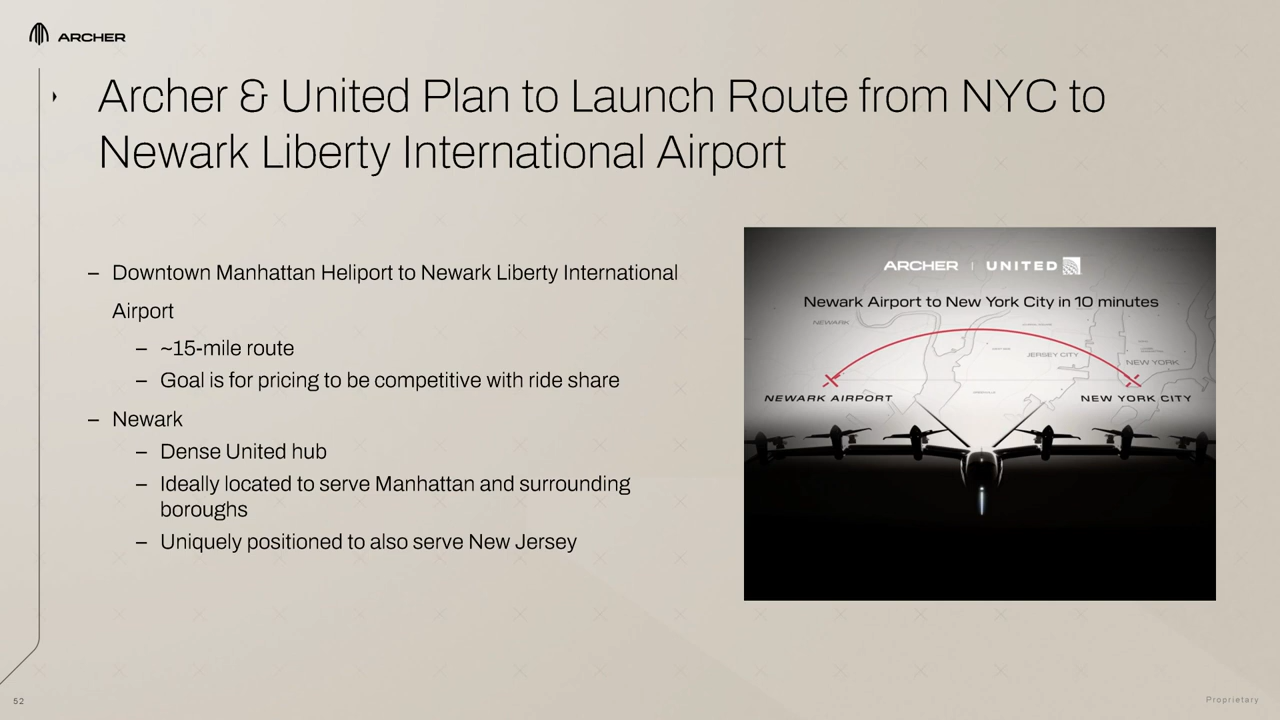 ARCHER
Archer & United Plan to Launch Route from NYC to
Newark Liberty International Airport
– Downtown Manhattan Heliport to Newark Liberty International
Airport
– ~15-mile route
– Goal is for pricing to be competitive with ride share
– Newark
– Dense United hub
– Ideally located to serve Manhattan and surrounding
boroughs
– Uniquely positioned to also serve New Jersey
ARCHER | UNITED
Newark Airport to New York City in 10 minutes
NEWARK
JERSEY CITY
NEW YORK
NEWARK AIRPORT
NEW YORK CITY
52
Proprietary